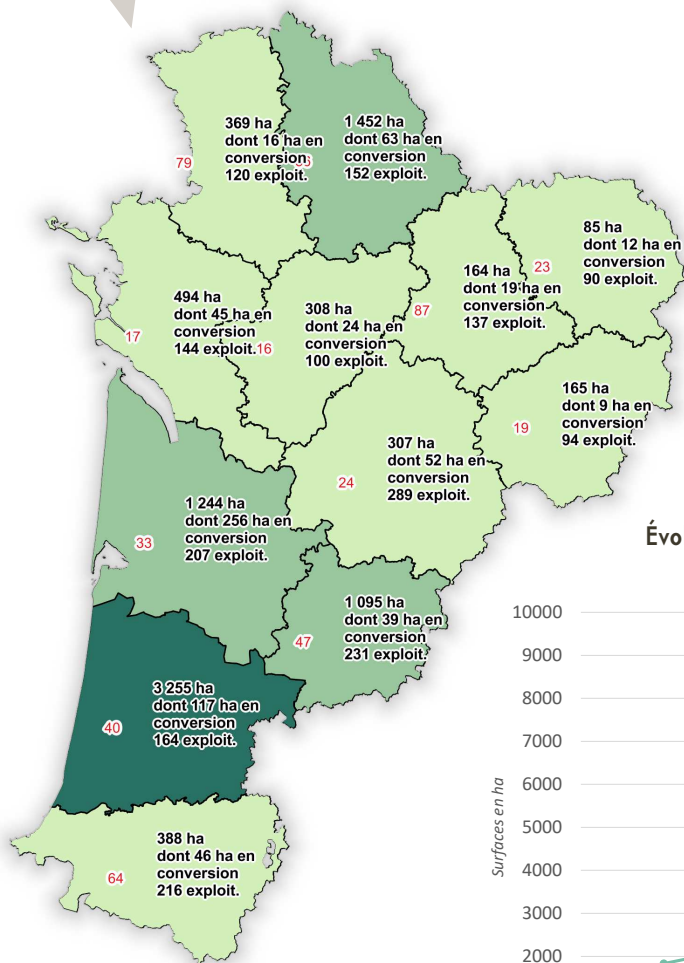 369 ha
dont 16 ha en
conversion
120 exploit.
79
1 452 ha
dont 63 ha en
conversion
152 exploit.
85 ha
dont 12 ha en
conversion
90 exploit.
23
164 ha
dont 19 ha en
conversion
137 exploit.
87
494 ha
dont 45 ha en
conversion
144 exploit.
17
308 ha
dont 24 ha en
conversion
100 exploit.
16
165 ha
dont 9 ha en
conversion
94 exploit.
19
307 ha
dont 52 ha en
conversion
289 exploit.
24
1 244 ha
dont 256 ha en
conversion
207 exploit.
33
1 095 ha
dont 39 ha en
conversion
231 exploit.
47
3 255 ha
dont 117 ha en
conversion
164 exploit.
40
388 ha
dont 46 ha en
conversion
216 exploit.
64
Évo
10000
9000
8000
7000
6000
5000
4000
3000
2000
Surfaces en ha